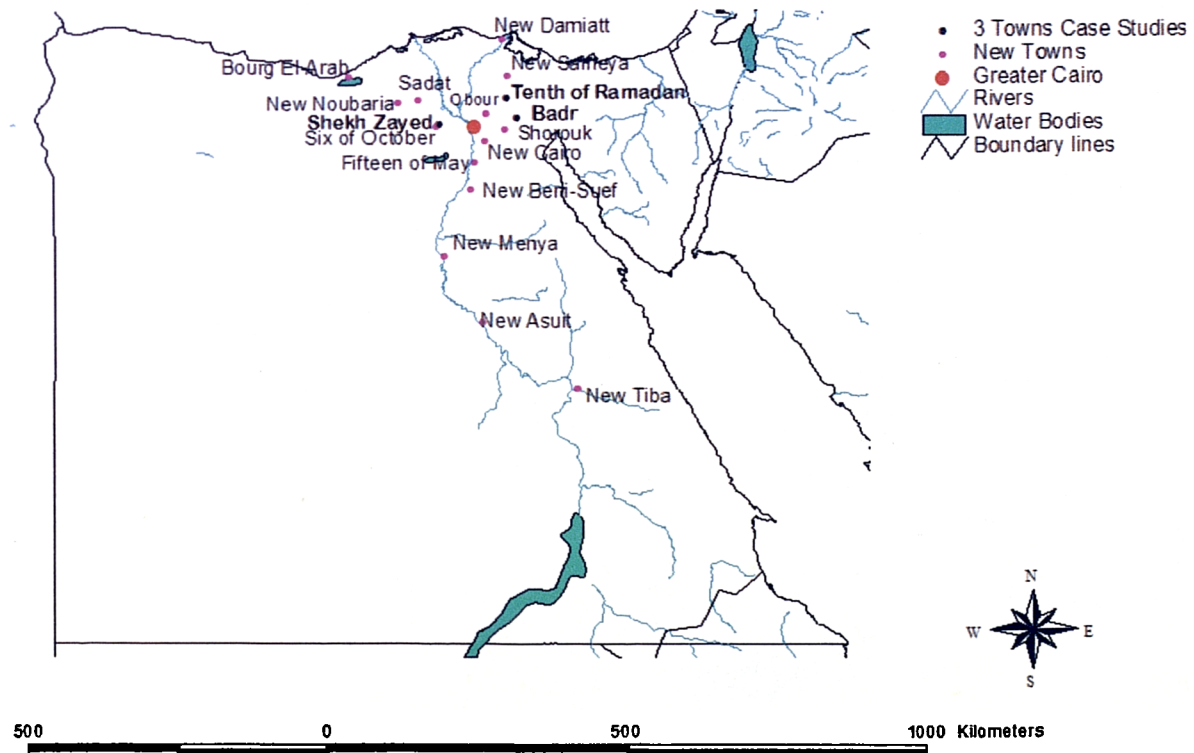 New Damiatt
Bourg El-Arab
New Salheya
Sadat
Tenth of Ramadan
New Noubaria
Obour
Badr
Shekh Zayed
Shorouk
Six of October
New Cairo
Fifteen of May
New Beni-Suef
New Menya
New Asuit
New Tiba
3 Towns Case Studies
New Towns
Greater Cairo
Rivers
Water Bodies
Boundary lines
N
W E
S
500 0 500 1000 Kilometers